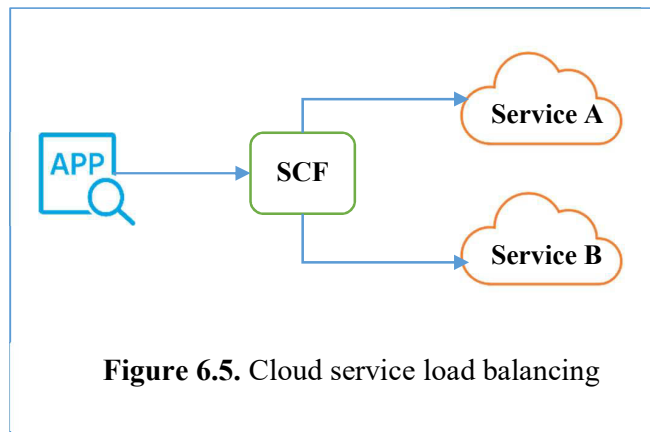 Service A
APP
SCF
Service B
Figure 6.5. Cloud service load balancing